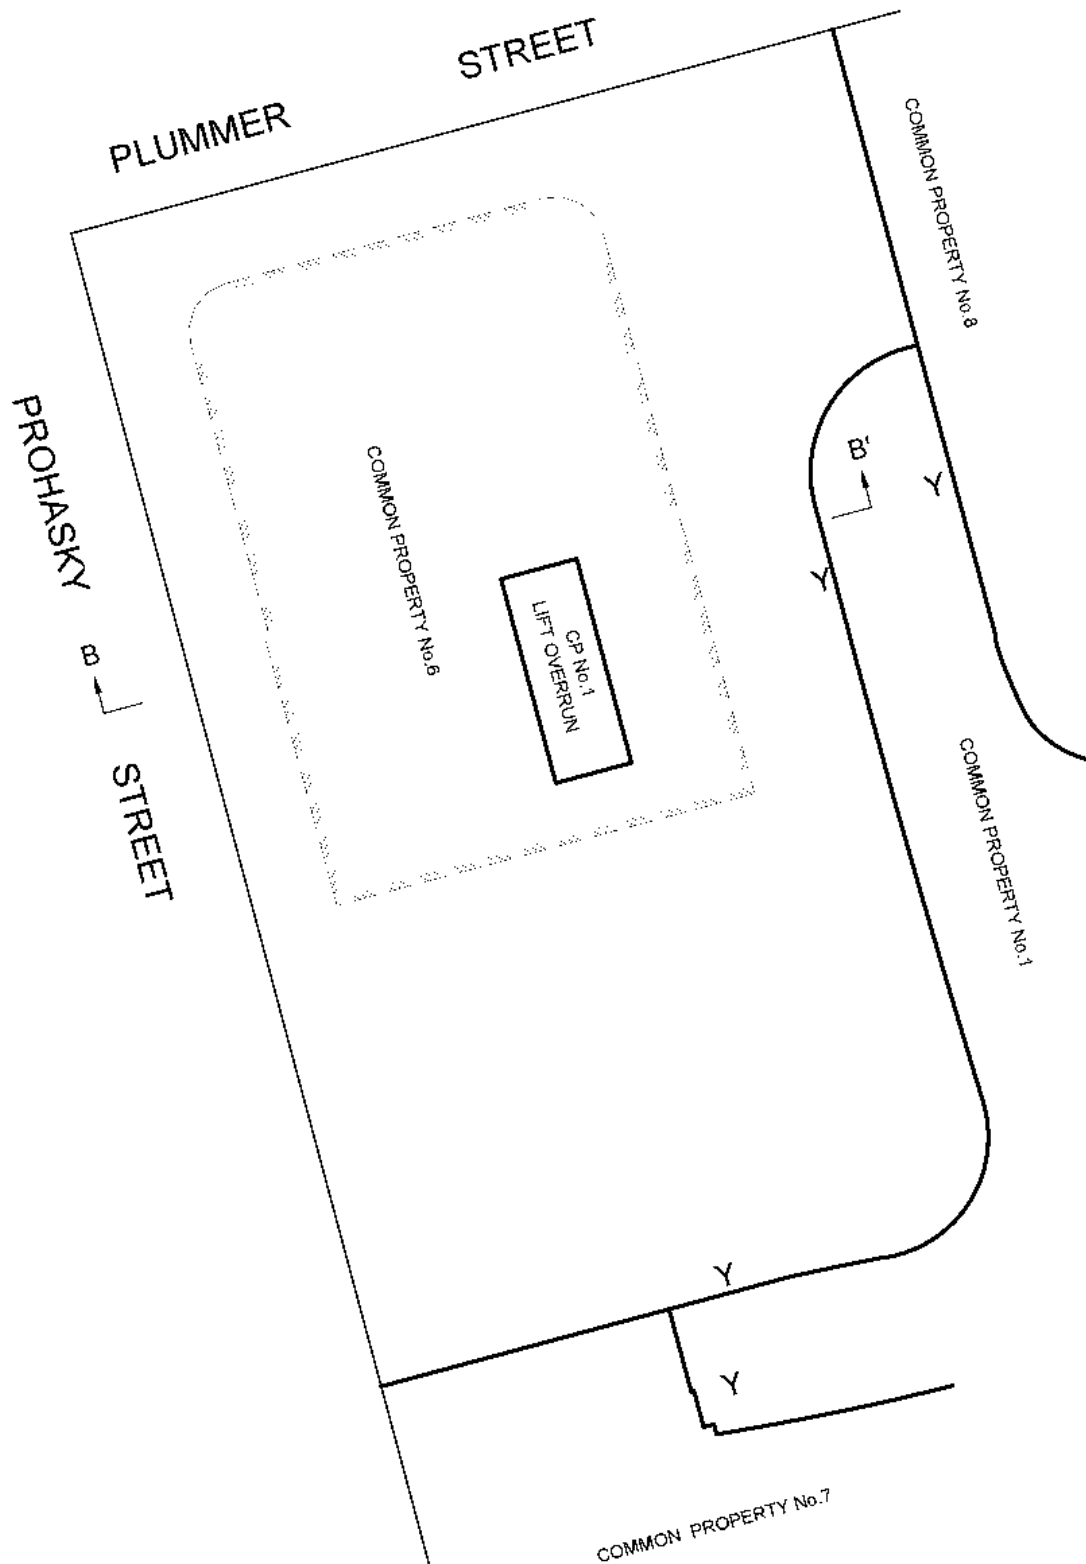 PLUMMER STREET
COMMON PROPERTY No.8
PROHASKY STREET
COMMON PROPERTY No.6
B'
Y
Y
CP No.1
LIFT OVERRUN
B
COMMON PROPERTY No.1
Y
Y
COMMON PROPERTY No.7